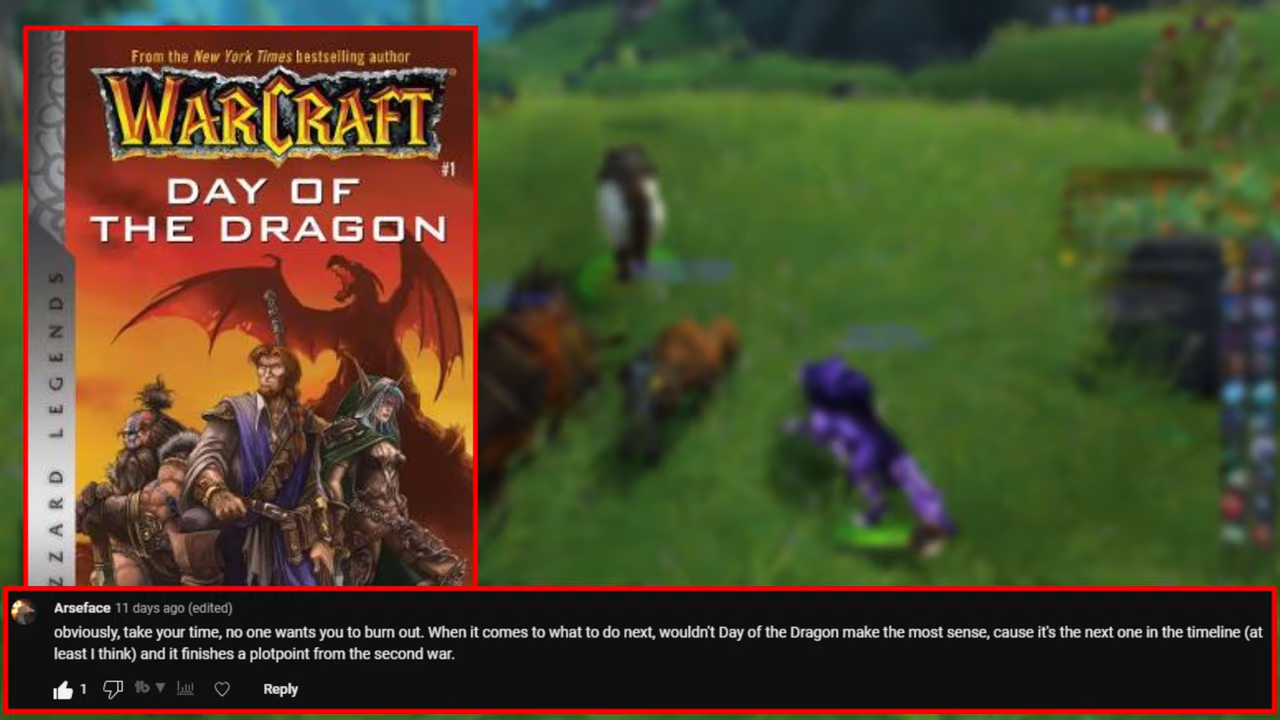 From the New York Times bestselling author
WARCRAFT
#1
DAY OF
THE DRAGON
ZZARD LEGENDS
Arseface 11 days ago (edited)
obviously, take your time, no one wants you to burn out. When it comes to what to do next, wouldn't Day of the Dragon make the most sense, cause it's the next one in the timeline (at
least I think) and it finishes a plotpoint from the second war.
1 Reply